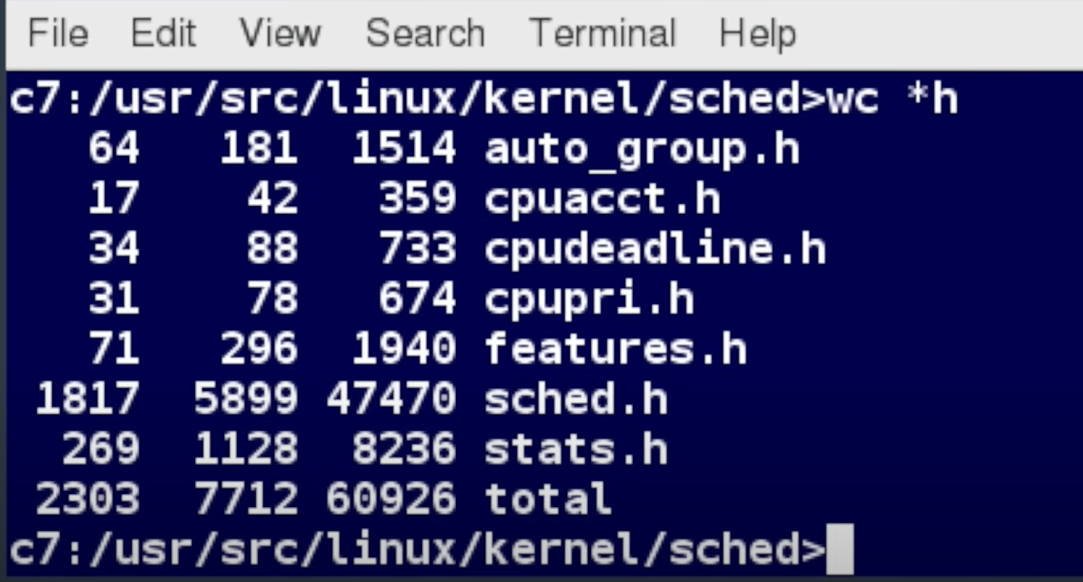 File Edit View Search Terminal Help
c7:/usr/src/linux/kernel/sched>wc *h
64 181 1514 auto_group.h
17 42 359 cpuacct.h
34 88 733 cpudeadline.h
31 78 674 cpupri.h
71 296 1940 features.h
1817 5899 47470 sched.h
269 1128 8236 stats.h
2303 7712 60926 total
c7:/usr/src/linux/kernel/sched>